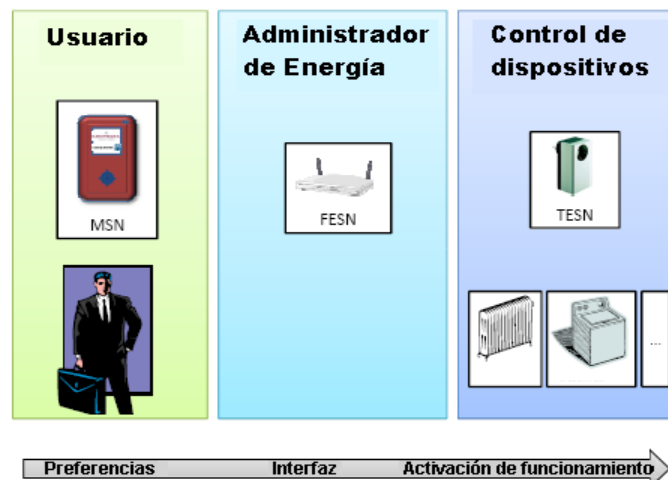 Usuario
Administrador
de Energía
Control de
dispositivos
MSN
FESN
TESN
...
Preferencias
Interfaz
Activación de funcionamiento